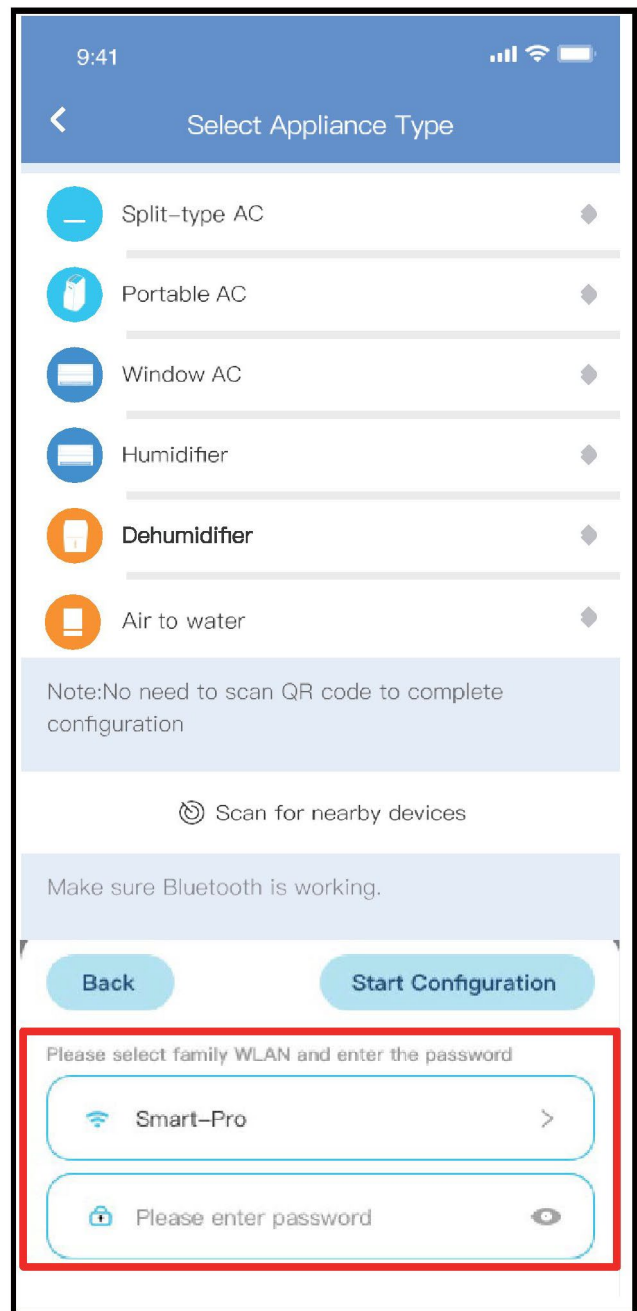 9:41
Select Appliance Type
Split-type AC
Portable AC
Window AC
Humidifier
Dehumidifier
Air to water
Note:No need to scan QR code to complete
configuration
Scan for nearby devices
Make sure Bluetooth is working.
Back
Start Configuration
Please select family WLAN and enter the password
Smart-Pro
Please enter password